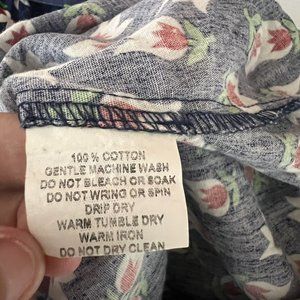 100% COTTON
GENTLE MACHINE WASH
DO NOT BLEACH OR SOAK
DO NOT WRING OR SPIN
DRIP DRY
WARM TUMBLE DRY
WARM IRON
DO NOT DRY CLEAN